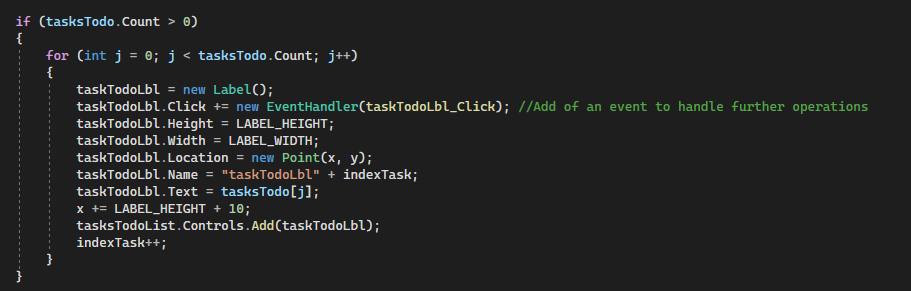 if (tasksTodo.Count > 0)
{
    for (int j = 0; j < tasksTodo.Count; j++)
    {
        taskTodoLbl = new Label();
        taskTodoLbl.Click += new EventHandler(taskTodoLbl_Click); //Add of an event to handle further operations
        taskTodoLbl.Height = LABEL_HEIGHT;
        taskTodoLbl.Width = LABEL_WIDTH;
        taskTodoLbl.Location = new Point(x, y);
        taskTodoLbl.Name = "taskTodoLbl" + indexTask;
        taskTodoLbl.Text = tasksTodo[j];
        x += LABEL_HEIGHT + 10;
        tasksTodoList.Controls.Add(taskTodoLbl);
        indexTask++;
    }
}